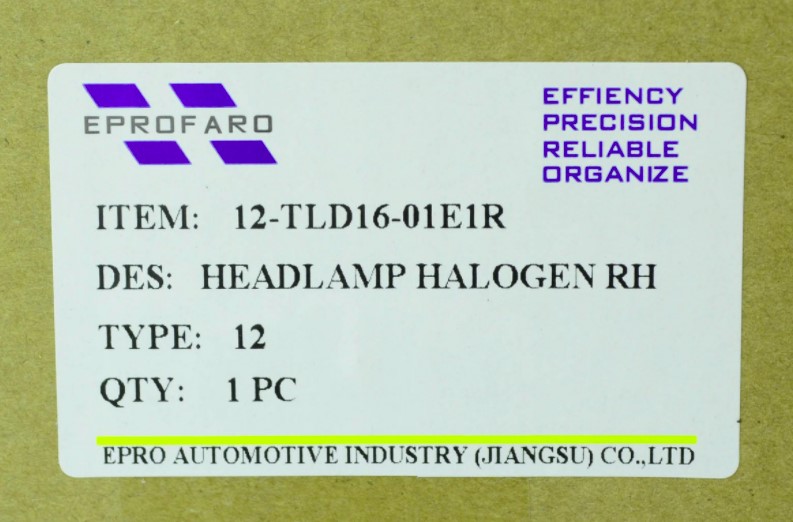 EPROFARO
EFFIENCY
PRECISION
RELIABLE
ORGANIZE
ITEM: 12-TLD16-01E1R
DES: HEADLAMP HALOGEN RH
TYPE: 12
QTY: 1 PC
EPRO AUTOMOTIVE INDUSTRY (JIANGSU) CO.,LTD